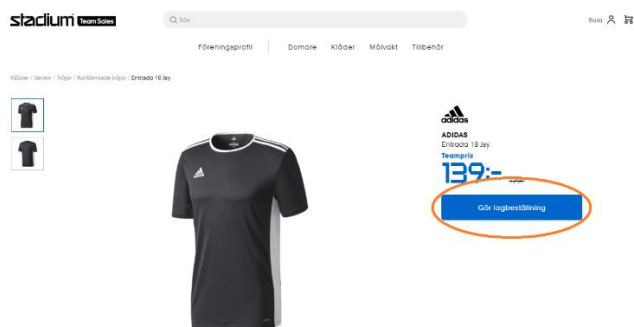 stadium Team Sales
Sök
Sara
Föreningsprofil Domare Kläder Målvakt Tillbehör
Kläder / Senior / Tröjor / Kortärmade tröjor / Entrada 18 Jsy
adidas
ADIDAS
Entrada 18 Jsy
Teampris
139:-
Gör lagbeställning